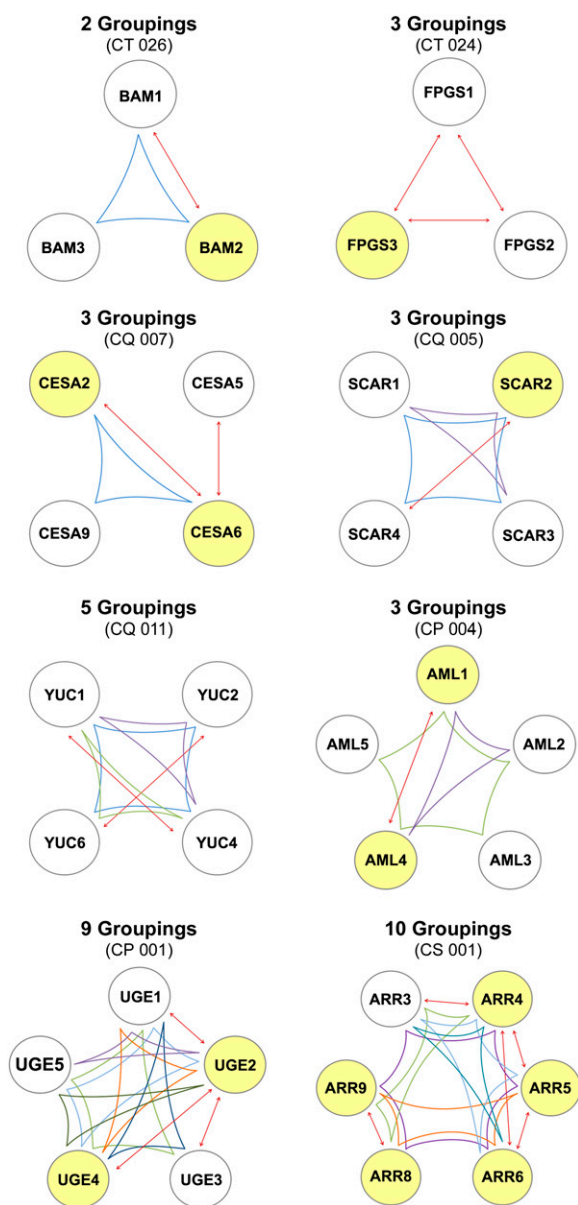 2 Groupings
(CT 026)
BAM1
BAM3
BAM2
3 Groupings
(CT 024)
FPGS1
FPGS3
FPGS2
3 Groupings
(CQ 007)
CESA2
CESA5
CESA9
CESA6
3 Groupings
(CQ 005)
SCAR1
SCAR2
SCAR4
SCAR3
5 Groupings
(CQ 011)
YUC1
YUC2
YUC6
YUC4
3 Groupings
(CP 004)
AML1
AML5
AML2
AML4
AML3
9 Groupings
(CP 001)
UGE1
UGE5
UGE2
UGE4
UGE3
10 Groupings
(CS 001)
ARR3
ARR4
ARR9
ARR5
ARR8
ARR6